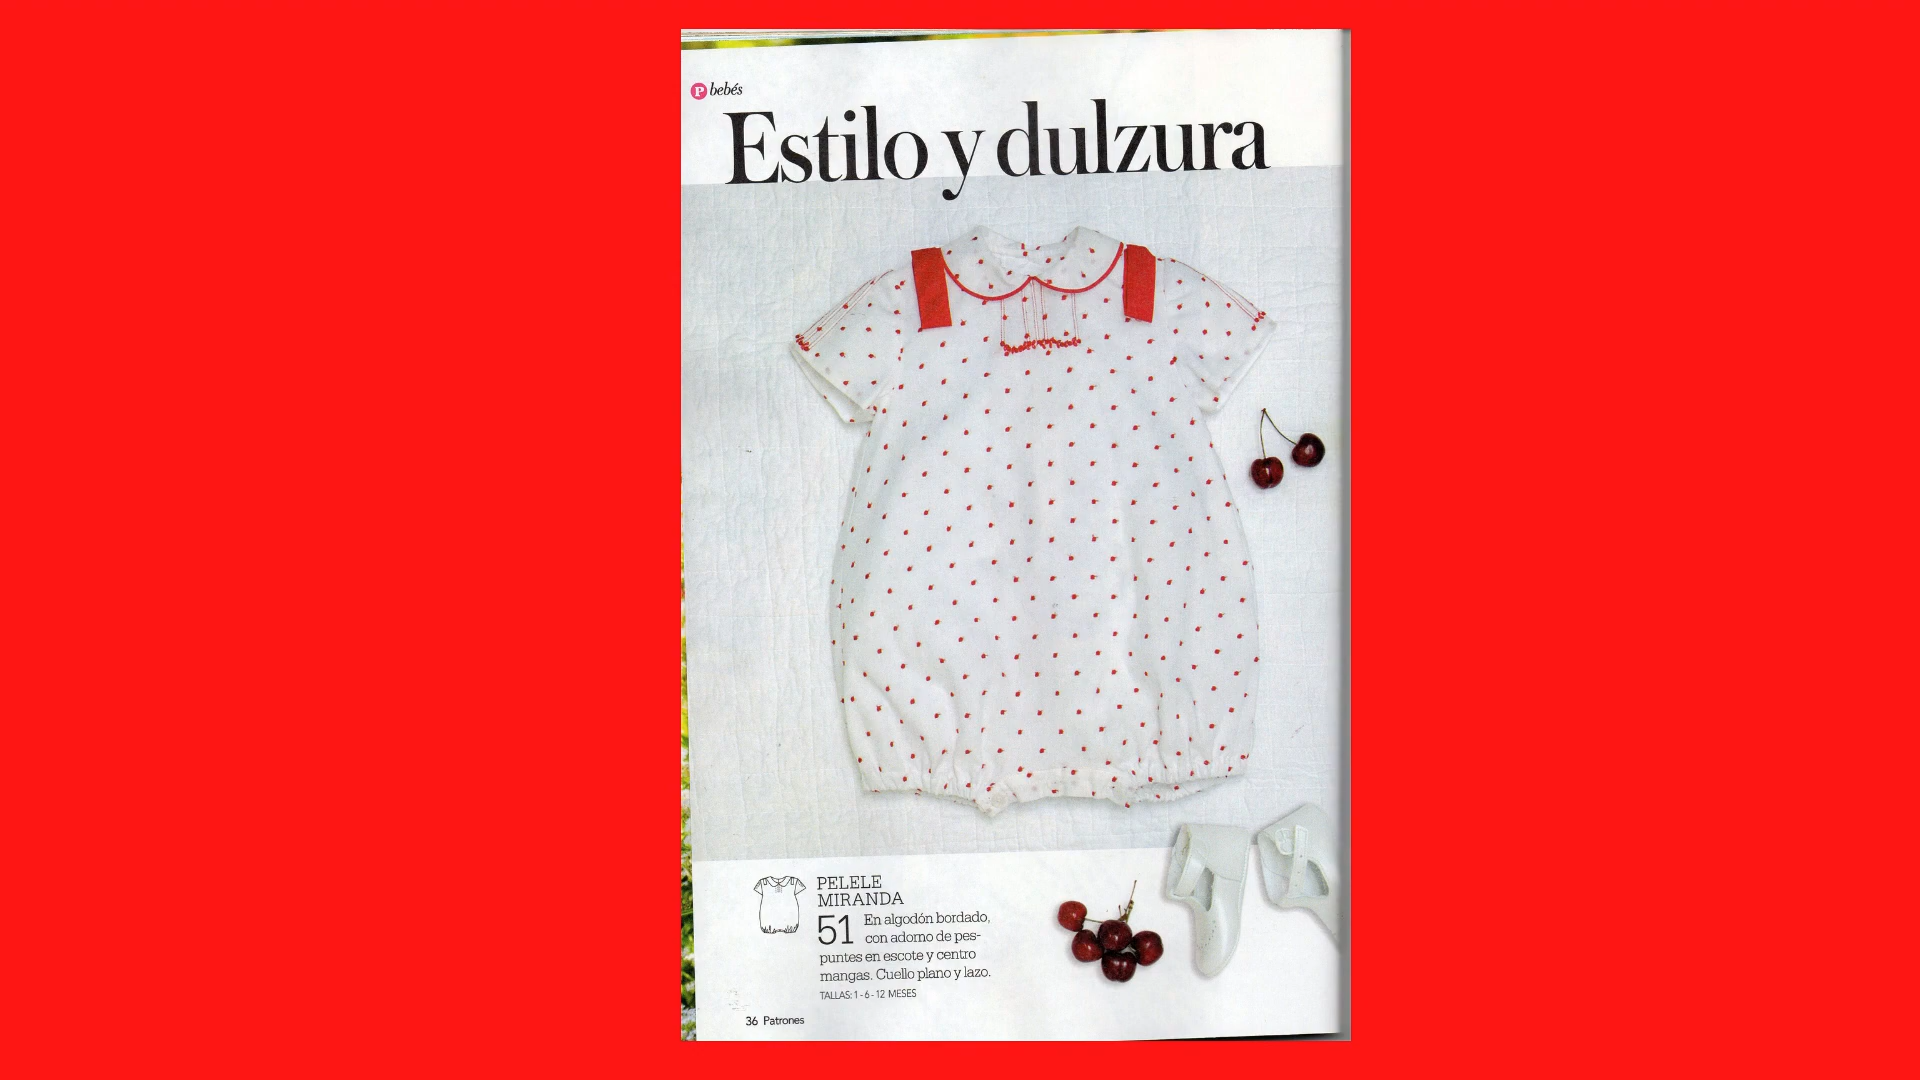 P bebés
Estilo y dulzura
PELELE
MIRANDA
51 En algodón bordado,
con adorno de pes-
puntes en escote y centro
mangas. Cuello plano y lazo.
TALLAS: 1 - 6 - 12 MESES
36 Patrones